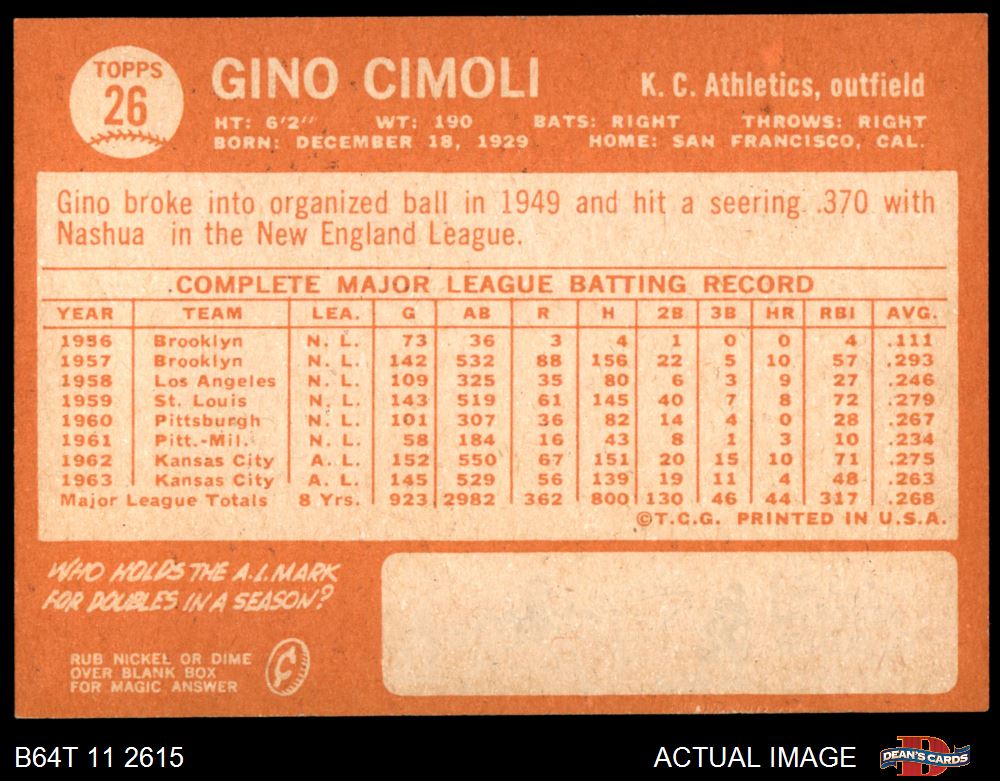 TOPPS
26
GINO CIMOLI
K. C. Athletics, outfield
HT: 6'2" WT: 190 BATS: RIGHT THROWS: RIGHT
BORN: DECEMBER 18, 1929 HOME: SAN FRANCISCO, CAL.
Gino broke into organized ball in 1949 and hit a seering .370 with
Nashua in the New England League.
COMPLETE MAJOR LEAGUE BATTING RECORD
YEAR TEAM LEA. G AB R H 2B 3B HR RBI AVG.
1956 Brooklyn N. L. 73 36 3 4 1 0 0 4 .111
1957 Brooklyn N. L. 142 532 88 156 22 5 10 57 .293
1958 Los Angeles N. L. 109 325 35 80 6 3 9 27 .246
1959 St. Louis N. L. 143 519 61 145 40 7 8 72 .279
1960 Pittsburgh N. L. 101 307 36 82 14 4 0 28 .267
1961 Pitt.-Mil. N. L. 58 184 16 43 8 1 3 10 .234
1962 Kansas City A. L. 152 550 67 151 20 15 10 71 .275
1963 Kansas City A. L. 145 529 56 139 19 11 4 48 .263
Major League Totals 8 Yrs. 923 2982 362 800 130 46 44 317 .268
©T.C.G. PRINTED IN U.S.A.
WHO HOLDS THE A.L. MARK
FOR DOUBLES IN A SEASON?
RUB NICKEL OR DIME
OVER BLANK BOX
FOR MAGIC ANSWER
¢
B64T 11 2615
ACTUAL IMAGE
DEAN'S CARDS